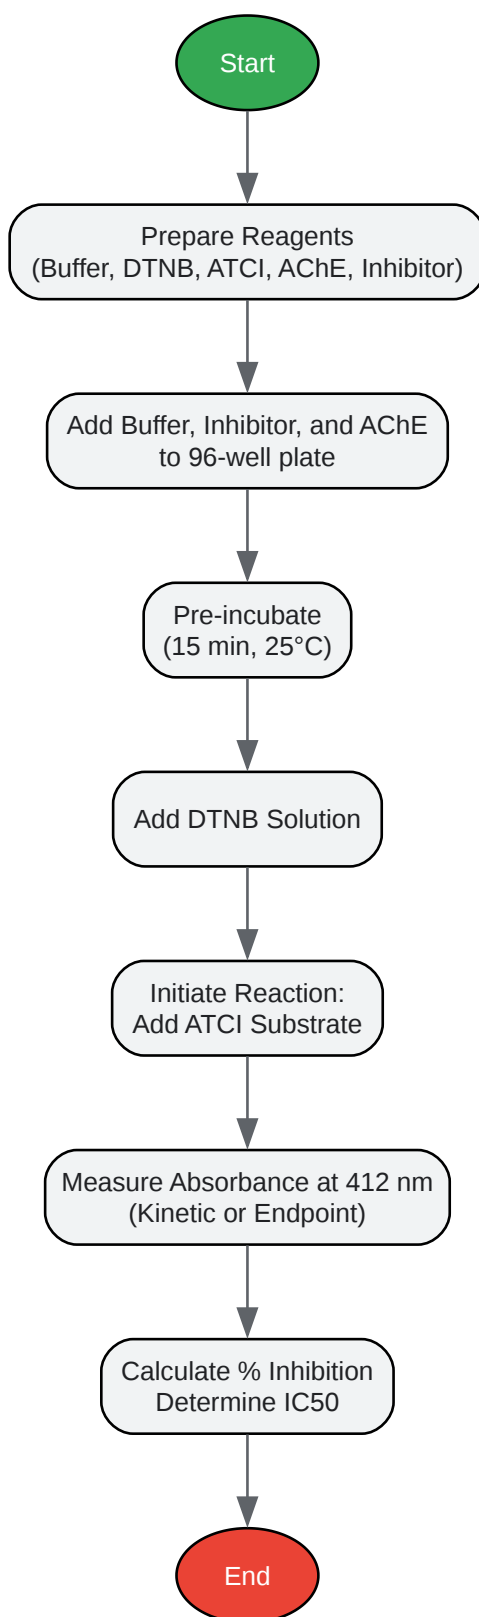 Start
Prepare Reagents
(Buffer, DTNB, ATCI, AChE, Inhibitor)
Add Buffer, Inhibitor, and AChE
to 96-well plate
Pre-incubate
(15 min, 25°C)
Add DTNB Solution
Initiate Reaction:
Add ATCI Substrate
Measure Absorbance at 412 nm
(Kinetic or Endpoint)
Calculate % Inhibition
Determine IC50
End